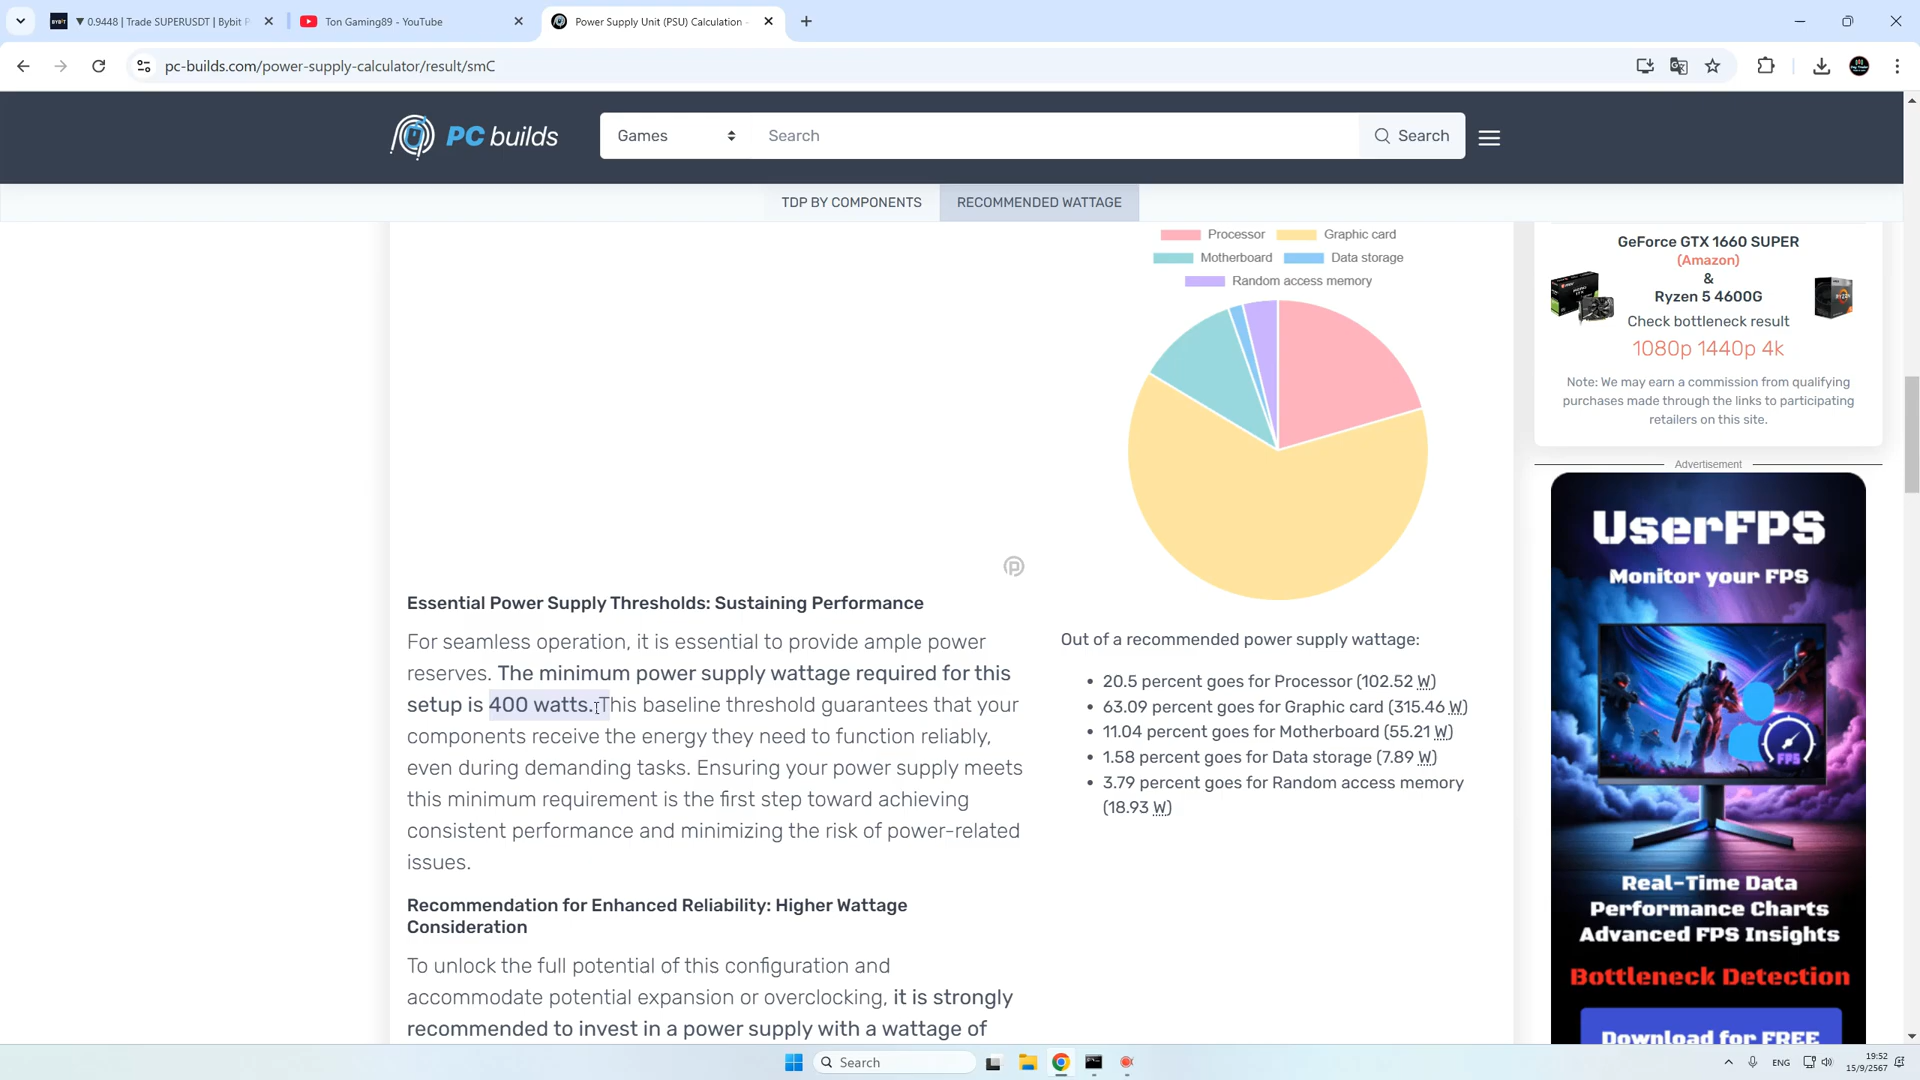 ▼ 0.9448 | Trade SUPERUSDT | Bybit P
Ton Gaming89 - YouTube
Power Supply Unit (PSU) Calculation -
pc-builds.com/power-supply-calculator/result/smC
PC builds
Games
Search
Search
TDP BY COMPONENTS
RECOMMENDED WATTAGE
Processor
Graphic card
Motherboard
Data storage
Random access memory
Essential Power Supply Thresholds: Sustaining Performance
For seamless operation, it is essential to provide ample power
reserves. The minimum power supply wattage required for this
setup is 400 watts. This baseline threshold guarantees that your
components receive the energy they need to function reliably,
even during demanding tasks. Ensuring your power supply meets
this minimum requirement is the first step toward achieving
consistent performance and minimizing the risk of power-related
issues.
Recommendation for Enhanced Reliability: Higher Wattage
Consideration
To unlock the full potential of this configuration and
accommodate potential expansion or overclocking, it is strongly
recommended to invest in a power supply with a wattage of
Out of a recommended power supply wattage:
• 20.5 percent goes for Processor (102.52 W)
• 63.09 percent goes for Graphic card (315.46 W)
• 11.04 percent goes for Motherboard (55.21 W)
• 1.58 percent goes for Data storage (7.89 W)
• 3.79 percent goes for Random access memory
(18.93 W)
GeForce GTX 1660 SUPER
(Amazon)
&
Ryzen 5 4600G
Check bottleneck result
1080p 1440p 4k
Note: We may earn a commission from qualifying
purchases made through the links to participating
retailers on this site.
Advertisement
UserFPS
Monitor your FPS
FPS
Real-Time Data
Performance Charts
Advanced FPS Insights
Bottleneck Detection
Download for FREE
Search
ENG
19:52
15/9/2567